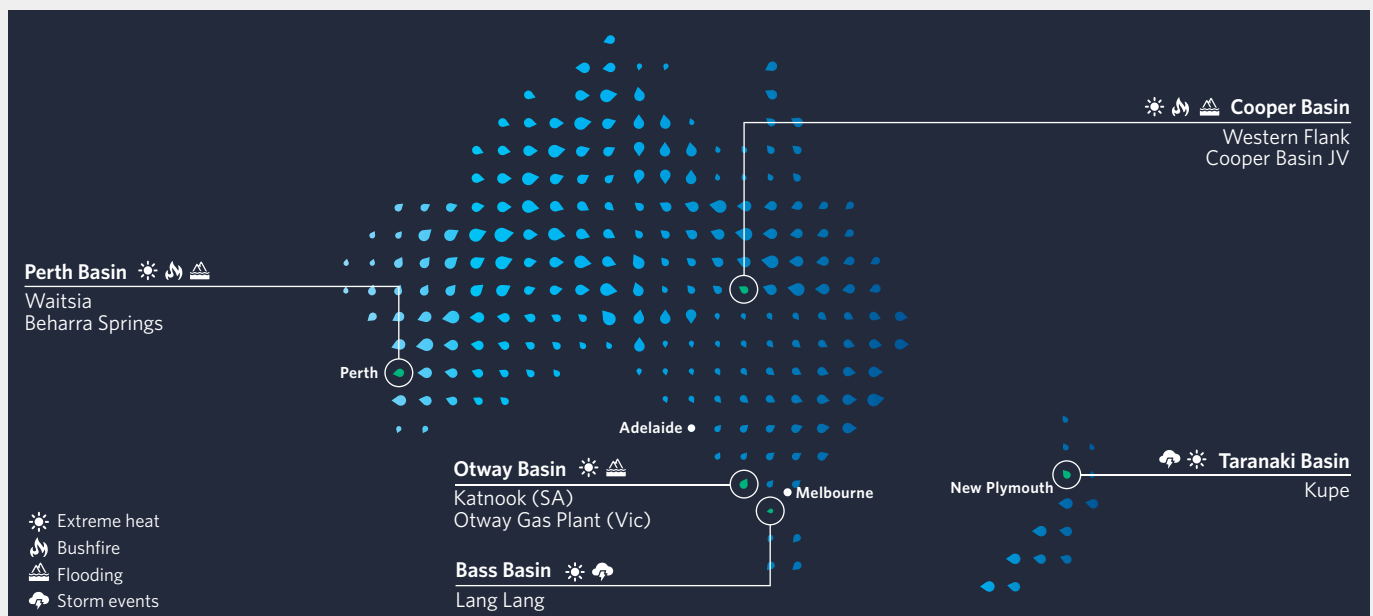 Cooper Basin
Western Flank
Cooper Basin JV
Perth Basin
Waitsia
Beharra Springs
Perth
Adelaide
Otway Basin
Katnook (SA)
Otway Gas Plant (Vic)
Melbourne
New Plymouth
Taranaki Basin
Kupe
Bass Basin
Lang Lang
Extreme heat
Bushfire
Flooding
Storm events